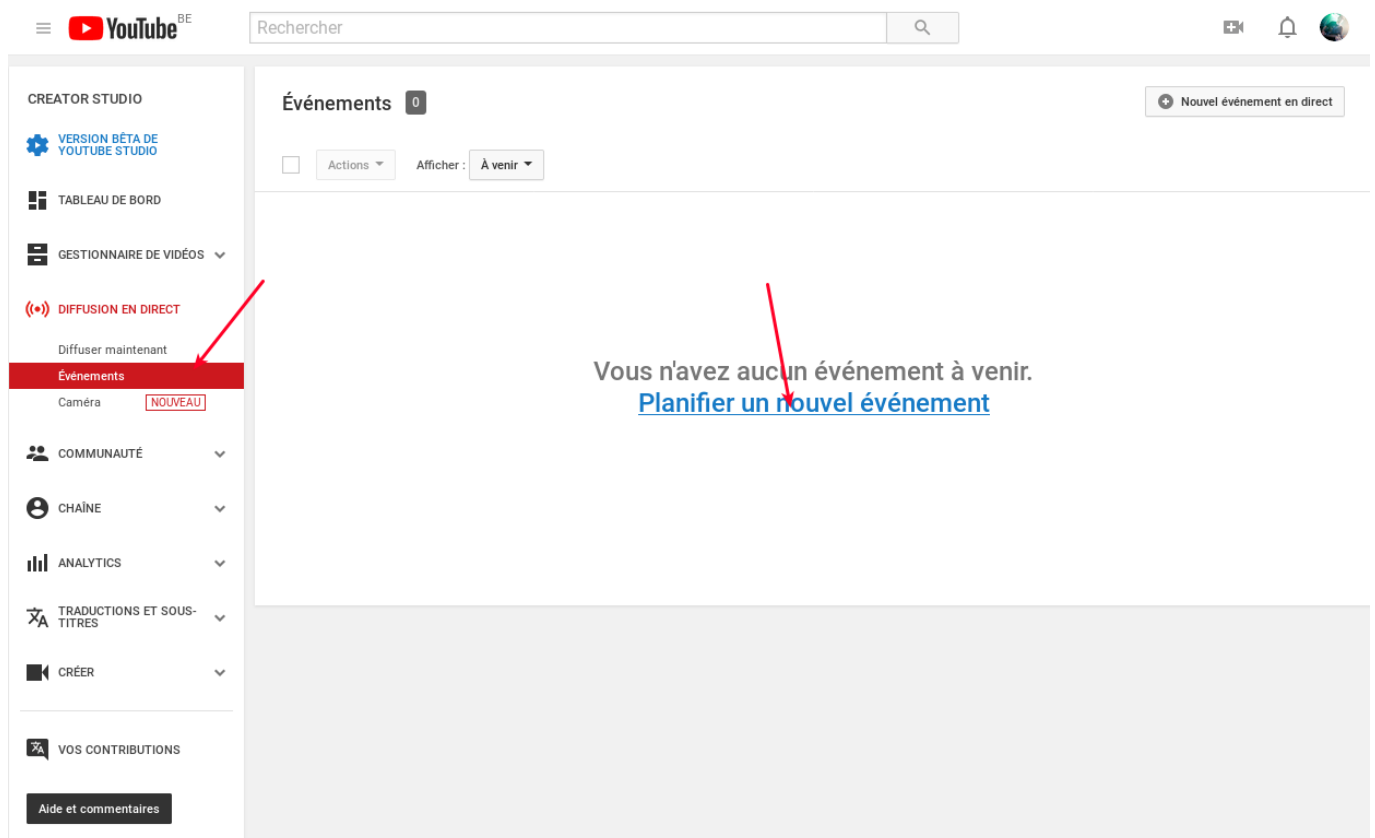 YouTube BE
Rechercher
CREATOR STUDIO
VERSION BÊTA DE
YOUTUBE STUDIO
TABLEAU DE BORD
GESTIONNAIRE DE VIDÉOS
DIFFUSION EN DIRECT
Diffuser maintenant
Événements
Caméra NOUVEAU
COMMUNAUTÉ
CHAÎNE
ANALYTICS
TRADUCTIONS ET SOUS-
TITRES
CRÉER
VOS CONTRIBUTIONS
Aide et commentaires
Événements 0
Nouvel événement en direct
Actions Afficher : À venir
Vous n'avez aucun événement à venir.
Planifier un nouvel événement